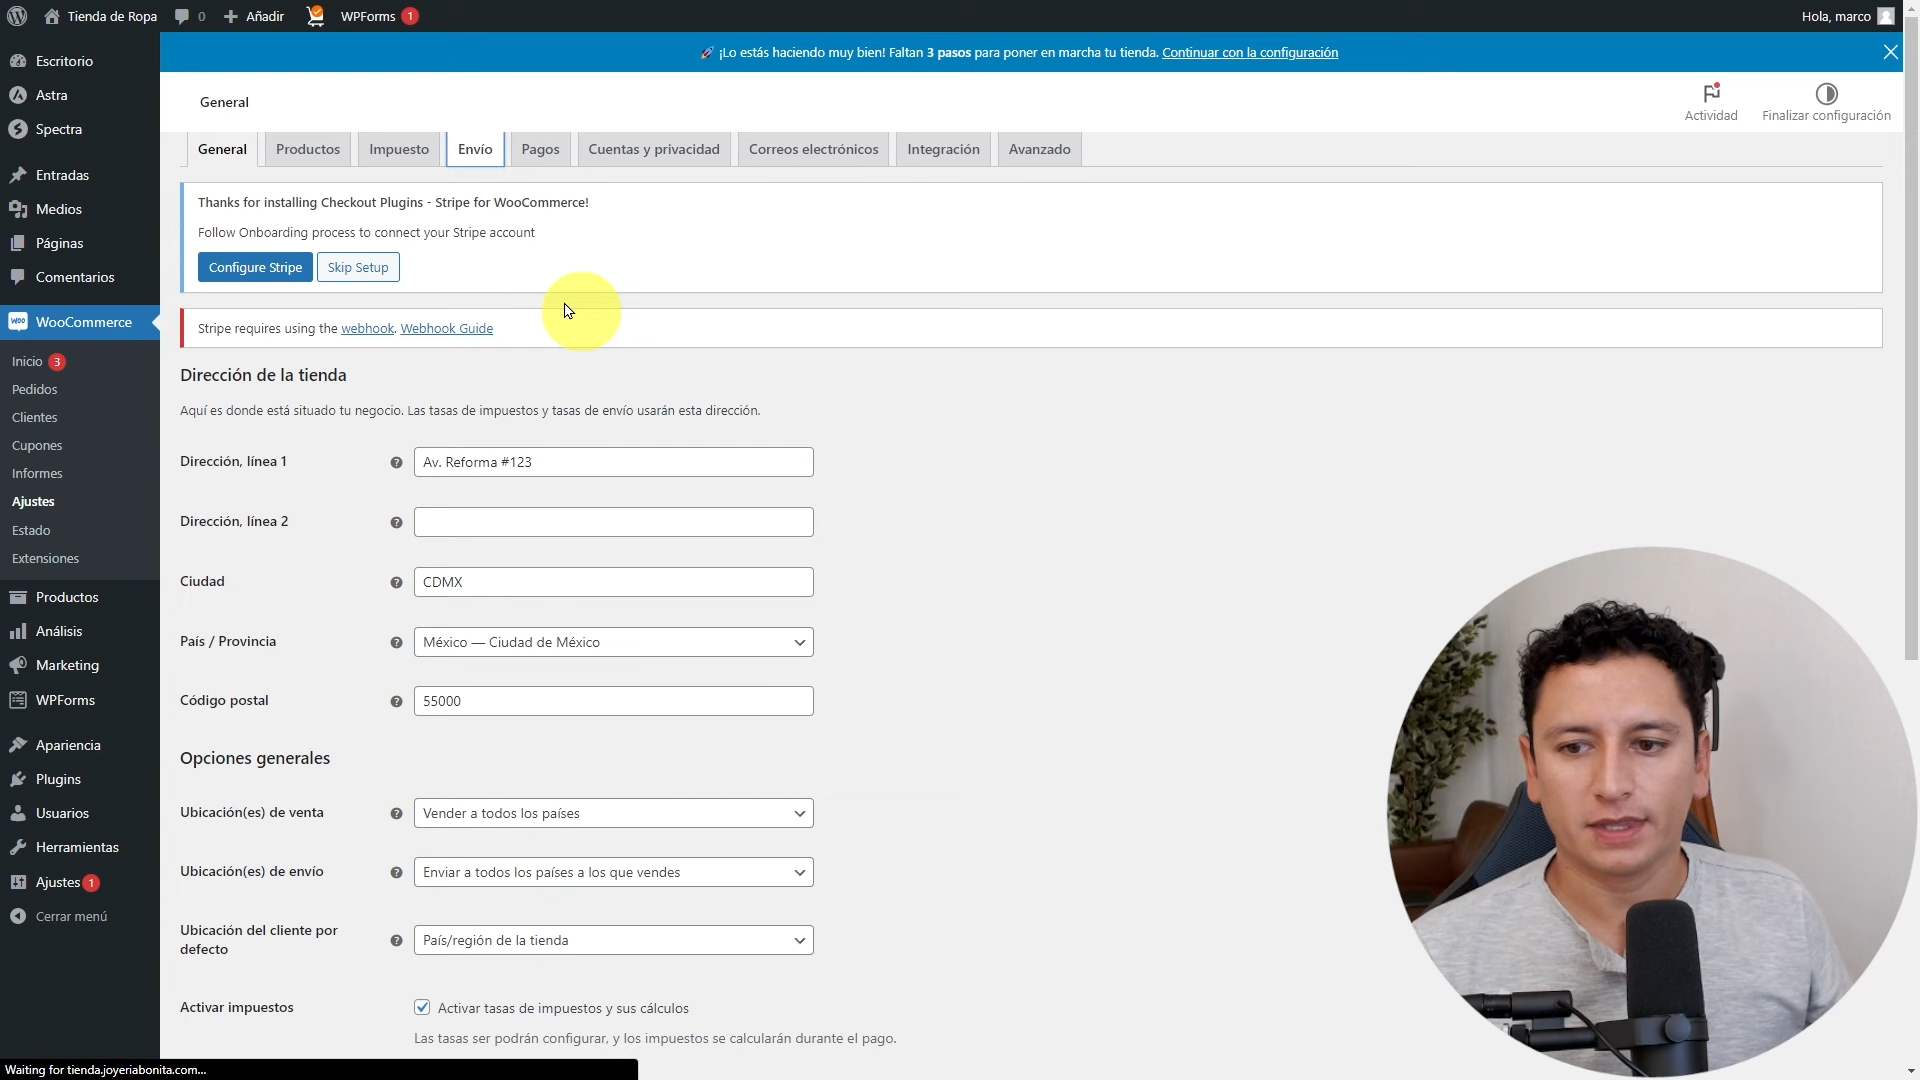 Tienda de Ropa
0
Añadir
WPForms 1
Hola, marco
🚀 ¡Lo estás haciendo muy bien! Faltan 3 pasos para poner en marcha tu tienda. Continuar con la configuración
General
Actividad
Finalizar configuración
General
Productos
Impuesto
Envío
Pagos
Cuentas y privacidad
Correos electrónicos
Integración
Avanzado
Escritorio
Astra
Spectra
Entradas
Medios
Páginas
Comentarios
WooCommerce
Inicio 3
Pedidos
Clientes
Cupones
Informes
Ajustes
Estado
Extensiones
Productos
Análisis
Marketing
WPForms
Apariencia
Plugins
Usuarios
Herramientas
Ajustes 1
Cerrar menú
Thanks for installing Checkout Plugins - Stripe for WooCommerce!
Follow Onboarding process to connect your Stripe account
Configure Stripe
Skip Setup
Stripe requires using the webhook. Webhook Guide
Dirección de la tienda
Aquí es donde está situado tu negocio. Las tasas de impuestos y tasas de envío usarán esta dirección.
Dirección, línea 1
Av. Reforma #123
Dirección, línea 2
Ciudad
CDMX
País / Provincia
México — Ciudad de México
Código postal
55000
Opciones generales
Ubicación(es) de venta
Vender a todos los países
Ubicación(es) de envío
Enviar a todos los países a los que vendes
Ubicación del cliente por
defecto
País/región de la tienda
Activar impuestos
Activar tasas de impuestos y sus cálculos
Las tasas ser podrán configurar, y los impuestos se calcularán durante el pago.
Waiting for tienda.joyeriabonita.com...